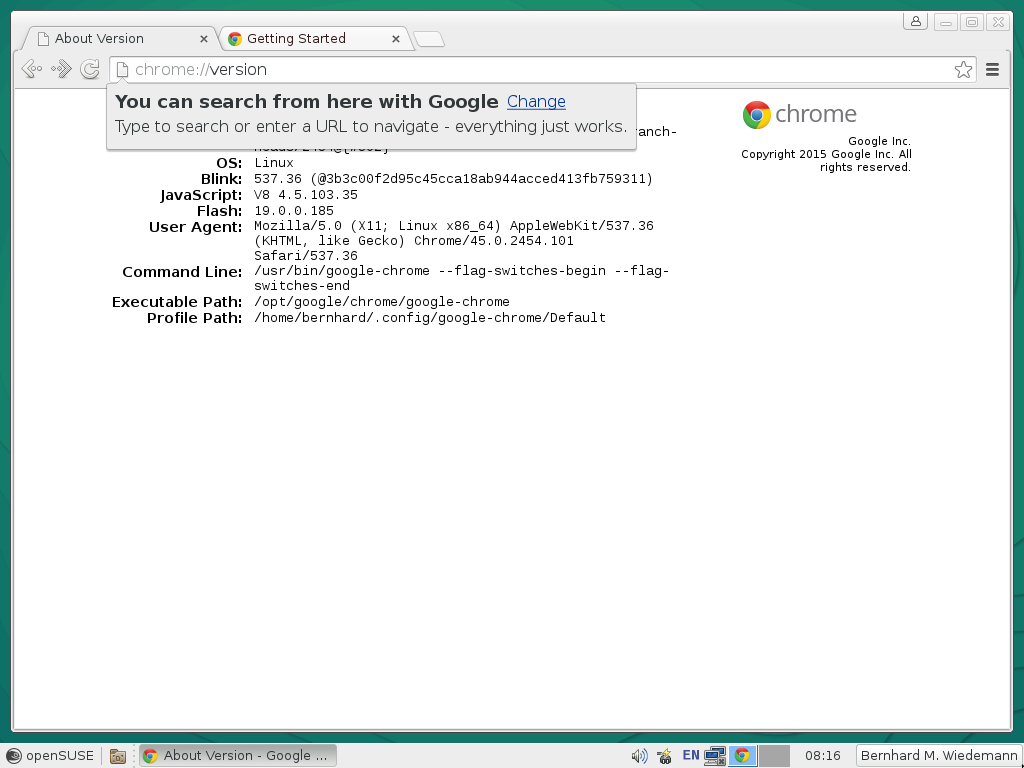 About Version
Getting Started
chrome://version
You can search from here with Google Change
Type to search or enter a URL to navigate - everything just works.
ranch-
chrome
Google Inc.
Copyright 2015 Google Inc. All
rights reserved.
OS: Linux
Blink: 537.36 (@3b3c00f2d95c45cca18ab944acced413fb759311)
JavaScript: V8 4.5.103.35
Flash: 19.0.0.185
User Agent: Mozilla/5.0 (X11; Linux x86_64) AppleWebKit/537.36
(KHTML, like Gecko) Chrome/45.0.2454.101
Safari/537.36
Command Line: /usr/bin/google-chrome --flag-switches-begin --flag-
switches-end
Executable Path: /opt/google/chrome/google-chrome
Profile Path: /home/bernhard/.config/google-chrome/Default
openSUSE
About Version - Google ...
EN
08:16
Bernhard M. Wiedemann